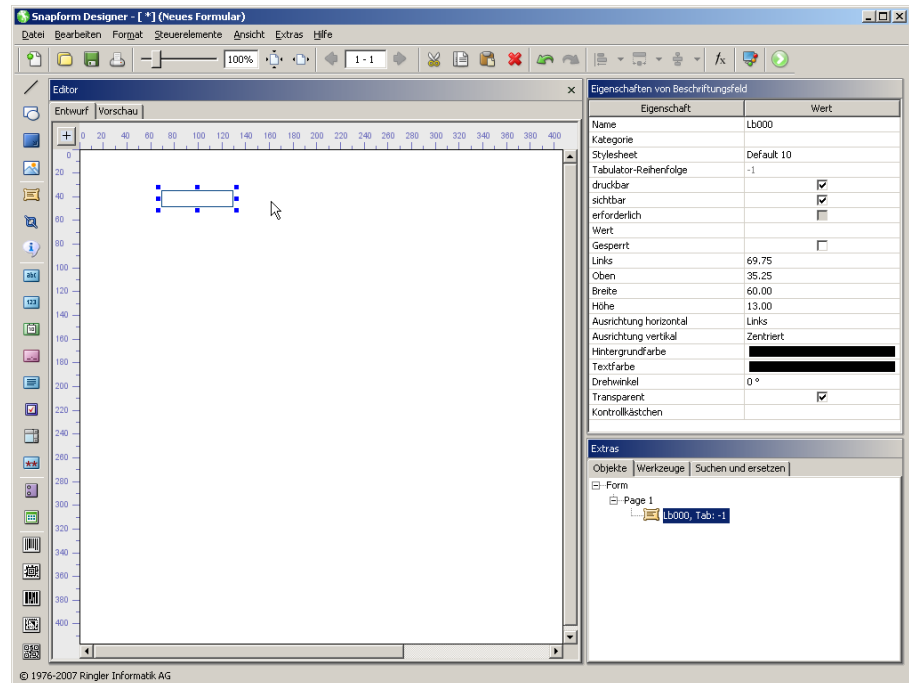 Snapform Designer - [ *] (Neues Formular)
Datei Bearbeiten Format Steuerelemente Ansicht Extras Hilfe
100% 1 - 1 fx
Editor
Entwurf Vorschau
0 20 40 60 80 100 120 140 160 180 200 220 240 260 280 300 320 340 360 380 400
0
20
40
60
80
100
120
140
160
180
200
220
240
260
280
300
320
340
360
380
400
Eigenschaften von Beschriftungsfeld
Eigenschaft Wert
Name Lb000
Kategorie
Stylesheet Default 10
Tabulator-Reihenfolge -1
druckbar
sichtbar
erforderlich
Wert
Gesperrt
Links 69.75
Oben 35.25
Breite 60.00
Höhe 13.00
Ausrichtung horizontal Links
Ausrichtung vertikal Zentriert
Hintergrundfarbe
Textfarbe
Drehwinkel 0 °
Transparent
Kontrollkästchen
Extras
Objekte Werkzeuge Suchen und ersetzen
Form
Page 1
Lb000, Tab: -1
© 1976-2007 Ringler Informatik AG